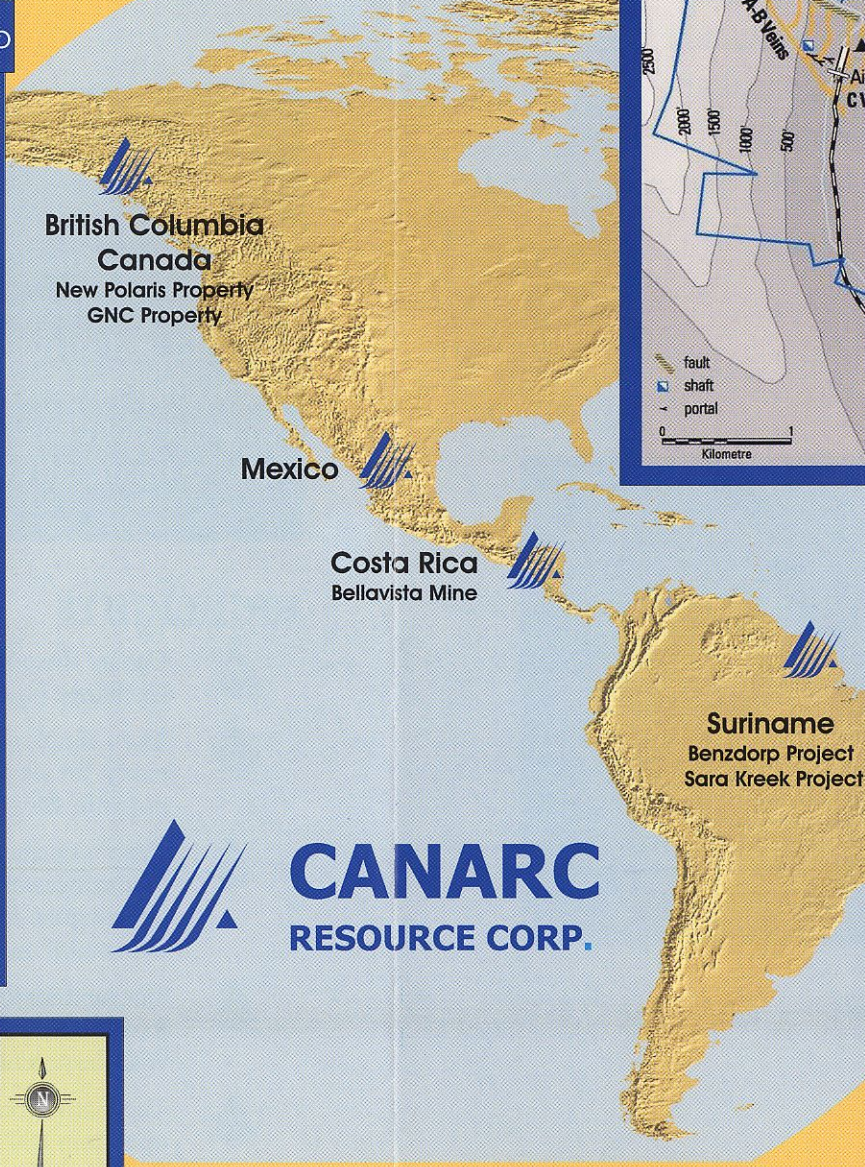 British Columbia
Canada
New Polaris Property
GNC Property
Mexico
Costa Rica
Bellavista Mine
Suriname
Benzdorp Project
Sara Kreek Project
CANARC
RESOURCE CORP.
A-B Veins
2500'
2000'
1500'
1000'
500'
fault
shaft
portal
0 1
Kilometre
N